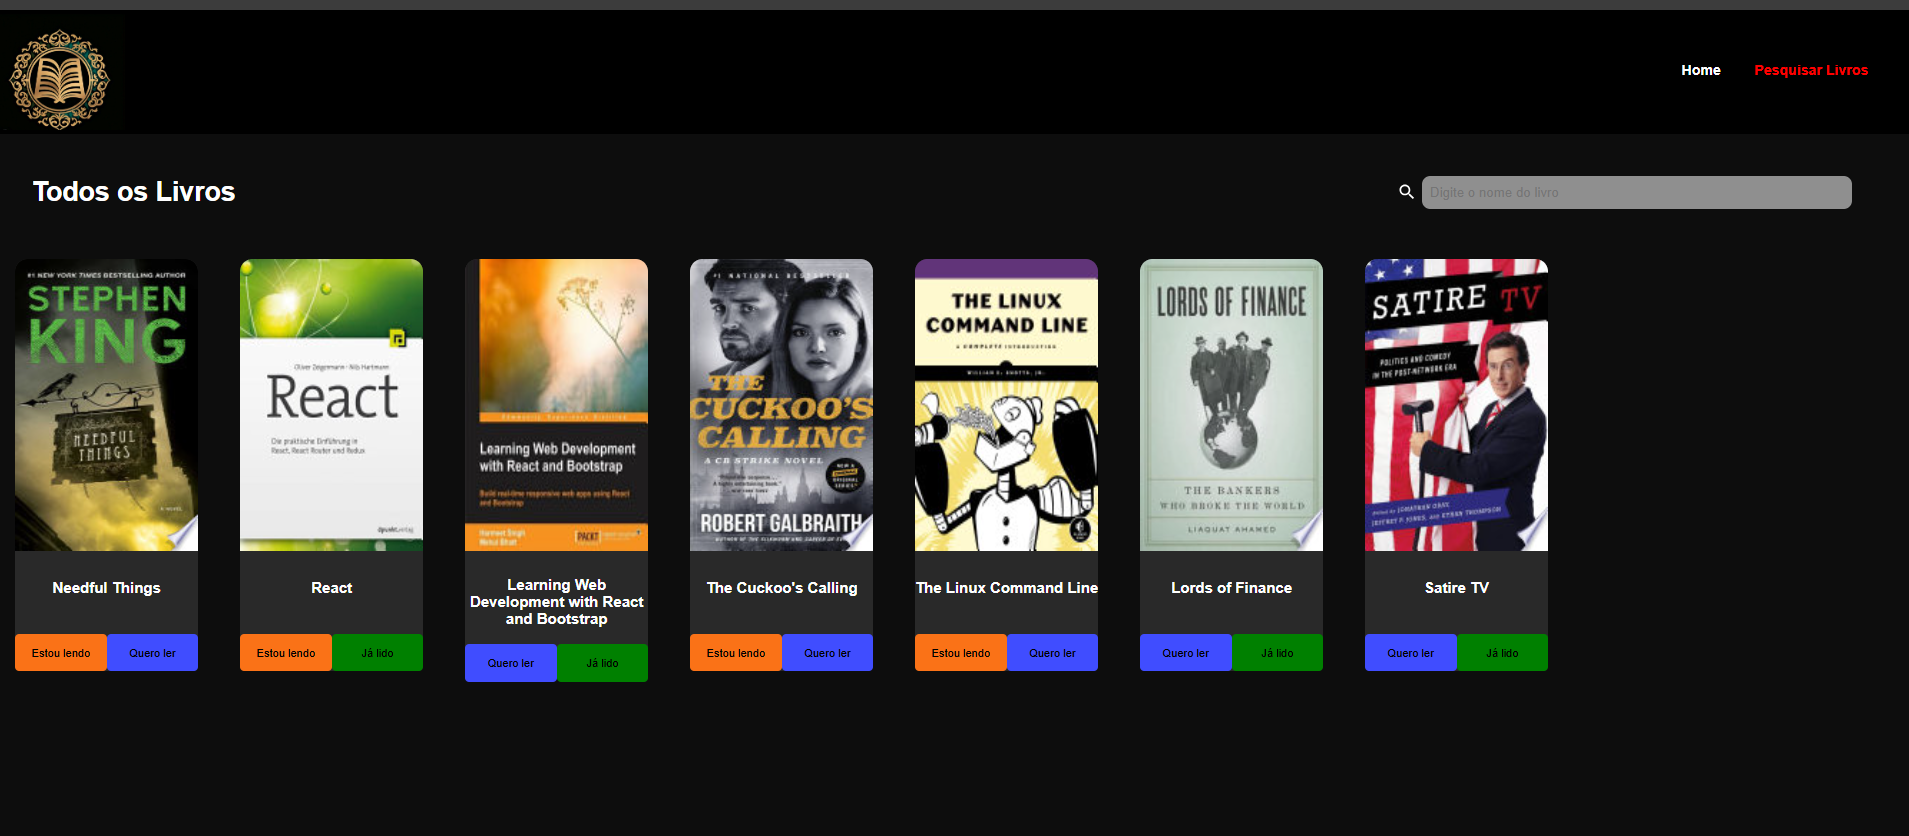 Home
Pesquisar Livros
Todos os Livros
Digite o nome do livro
#1 NEW YORK TIMES BESTSELLING AUTHOR
STEPHEN
KING
NEEDFUL
THINGS
Oliver Zeigermann · Nils Hartmann
React
Die praktische Einführung in
React, React Router und Redux
dpunkt.verlag
Community Experience Distilled
Learning Web Development
with React and Bootstrap
Build real-time responsive web apps using React
and Bootstrap
Harmeet Singh
Mehul Bhatt
PACKT
#1 NATIONAL BESTSELLER
THE
CUCKOO'S
CALLING
A CB STRIKE NOVEL
ROBERT GALBRAITH
THE LINUX
COMMAND LINE
A COMPLETE INTRODUCTION
WILLIAM E. SHOTTS, JR.
LORDS OF FINANCE
THE BANKERS
WHO BROKE THE WORLD
LIAQUAT AHAMED
SATIRE TV
POLITICS AND COMEDY
IN THE POST-NETWORK ERA
Edited by JONATHAN GRAY,
JEFFREY P. JONES, and ETHAN THOMPSON
Needful Things
React
Learning Web
Development with React
and Bootstrap
The Cuckoo's Calling
The Linux Command Line
Lords of Finance
Satire TV
Estou lendo
Quero ler
Estou lendo
Já lido
Quero ler
Já lido
Estou lendo
Quero ler
Estou lendo
Quero ler
Quero ler
Já lido
Quero ler
Já lido